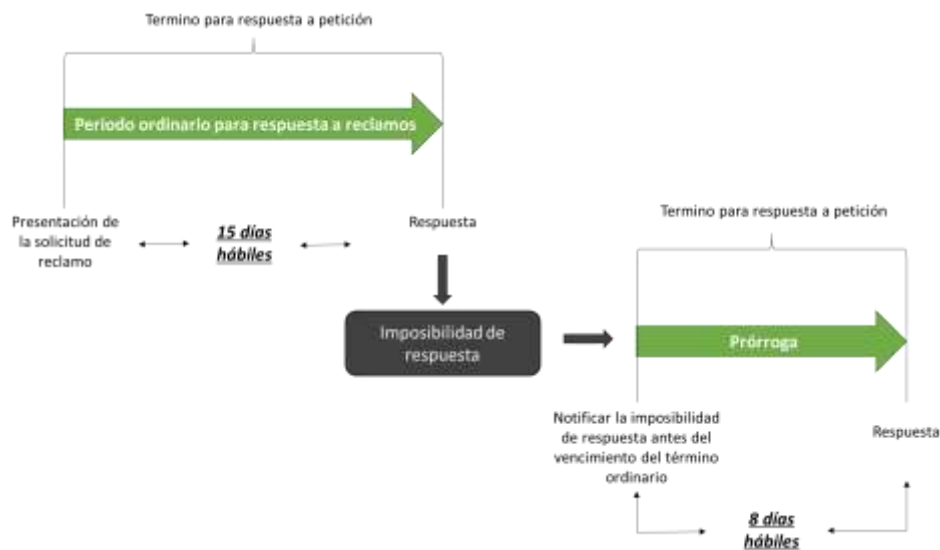 Termino para respuesta a petición
Periodo ordinario para respuesta a reclamos
Presentación de
la solicitud de
reclamo
15 días
hábiles
Respuesta
Imposibilidad de
respuesta
Termino para respuesta a petición
Prórroga
Notificar la imposibilidad
de respuesta antes del
vencimiento del término
ordinario
Respuesta
8 días
hábiles